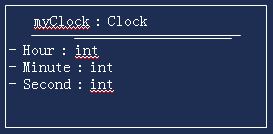 myClock : Clock
- Hour : int
- Minute : int
- Second : int